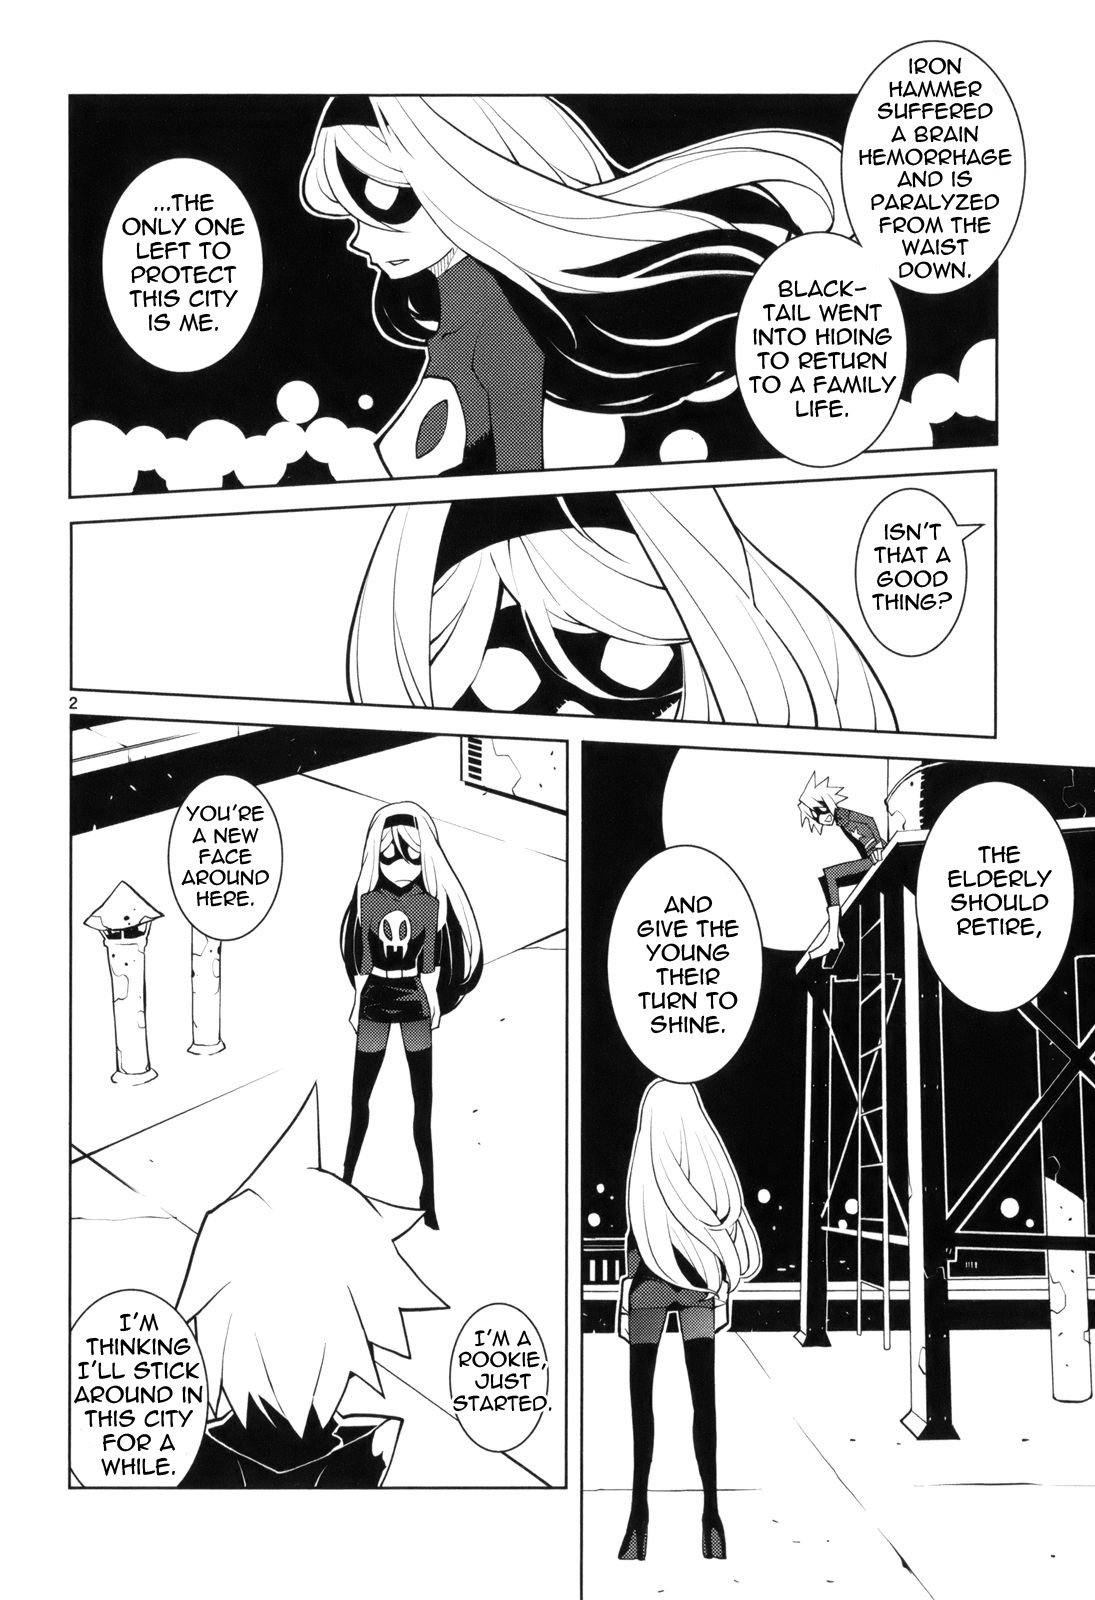 IRON
HAMMER
SUFFERED
A BRAIN
HEMORRHAGE
AND IS
PARALYZED
FROM THE
WAIST
DOWN.
BLACK-
TAIL WENT
INTO HIDING
TO RETURN
TO A FAMILY
LIFE.
...THE
ONLY ONE
LEFT TO
PROTECT
THIS CITY
IS ME.
ISN'T
THAT A
GOOD
THING?
2
THE
ELDERLY
SHOULD
RETIRE,
AND
GIVE THE
YOUNG
THEIR
TURN TO
SHINE.
YOU'RE
A NEW
FACE
AROUND
HERE.
I'M A
ROOKIE,
JUST
STARTED.
I'M
THINKING
I'LL STICK
AROUND IN
THIS CITY
FOR A
WHILE.